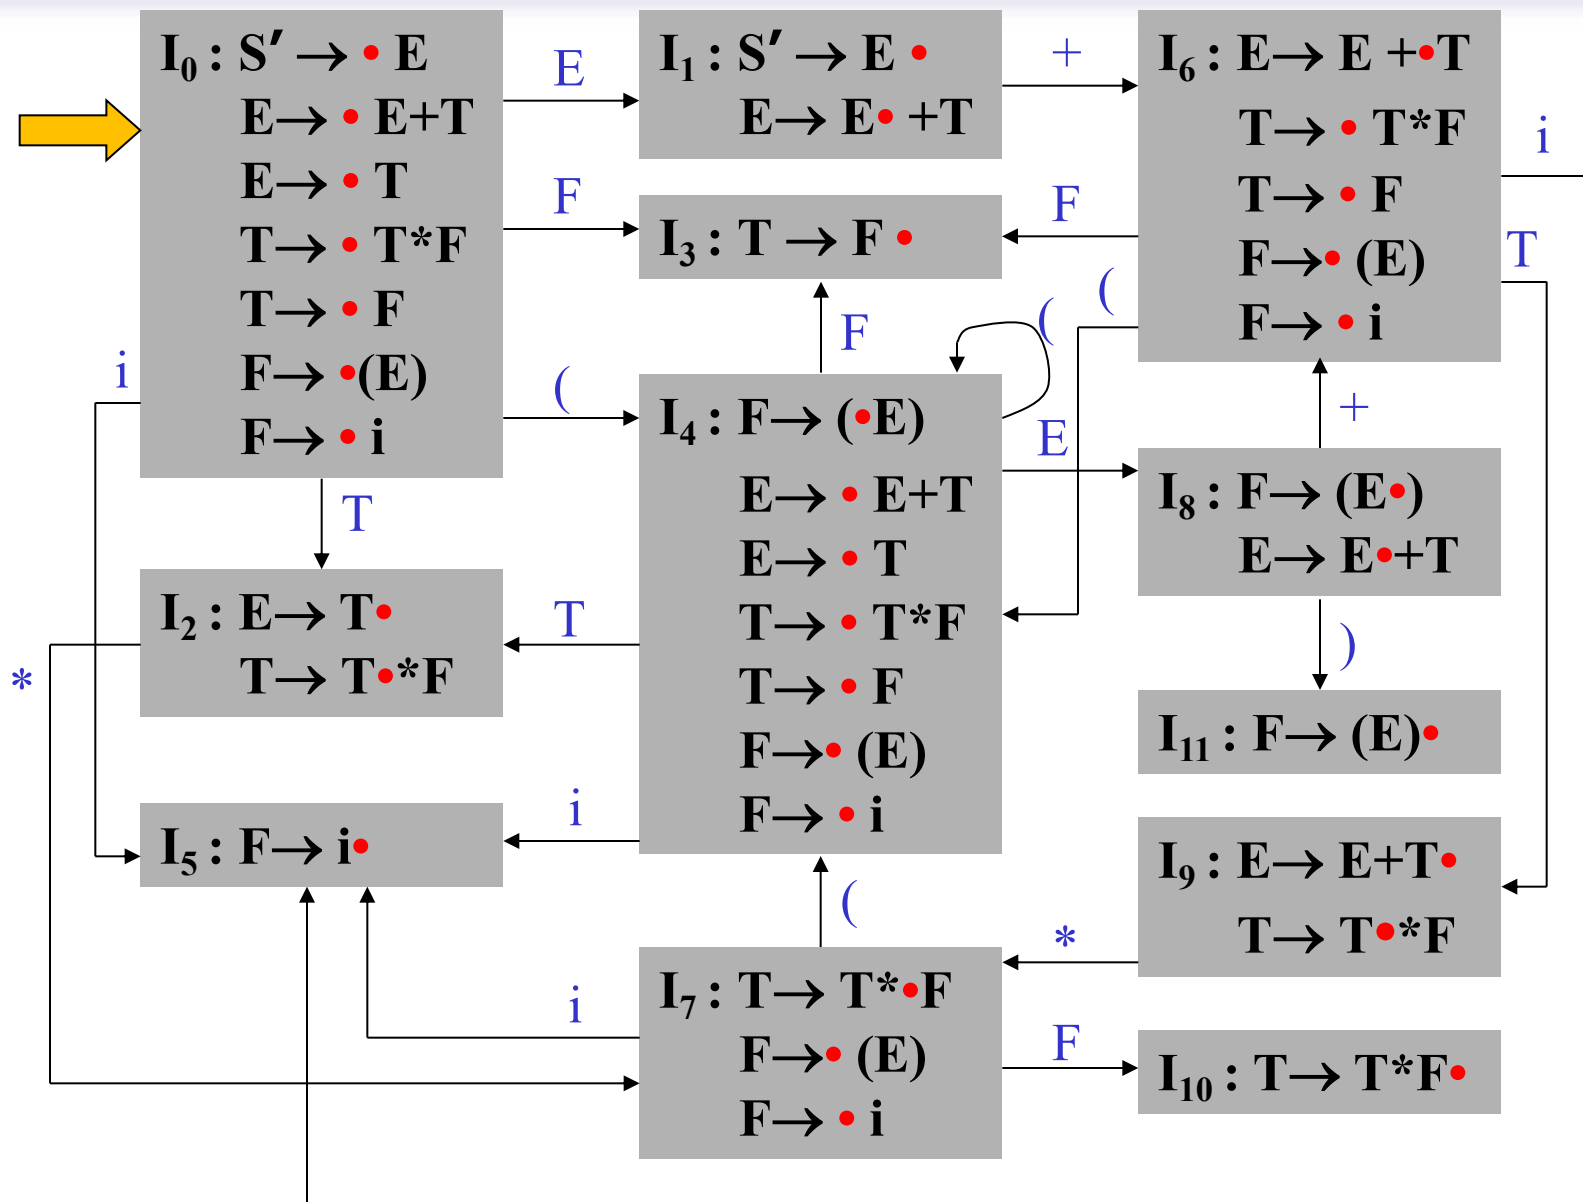 I0 : S′ → • E
E→ • E+T
E→ • T
T→ • T*F
T→ • F
F→ •(E)
F→ • i
E
F
(
i
T
I1 : S′ → E •
E→ E• +T
+
I3 : T → F •
F
F
(
(
I6 : E→ E +•T
T→ • T*F
T→ • F
F→• (E)
F→ • i
i
T
I4 : F→ (•E)
E→ • E+T
E→ • T
T→ • T*F
T→ • F
F→• (E)
F→ • i
E
+
I8 : F→ (E•)
E→ E•+T
)
I2 : E→ T•
T→ T•*F
T
*
I11 : F→ (E)•
I5 : F→ i•
i
I9 : E→ E+T•
T→ T•*F
(
*
I7 : T→ T*•F
F→• (E)
F→ • i
i
F
I10 : T→ T*F•